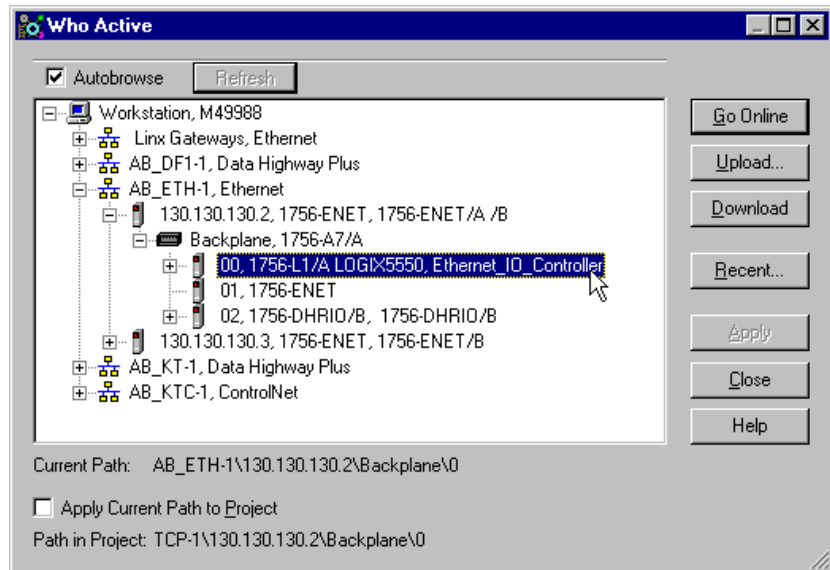 Who Active
Autobrowse
Refresh
Workstation, M49988
Linx Gateways, Ethernet
AB_DF1-1, Data Highway Plus
AB_ETH-1, Ethernet
130.130.130.2, 1756-ENET, 1756-ENET/A /B
Backplane, 1756-A7/A
00, 1756-L1/A LOGIX5550, Ethernet_IO_Controller
01, 1756-ENET
02, 1756-DHRIO/B, 1756-DHRIO/B
130.130.130.3, 1756-ENET, 1756-ENET/B
AB_KT-1, Data Highway Plus
AB_KTC-1, ControlNet
Go Online
Upload...
Download
Recent...
Apply
Close
Help
Current Path: AB_ETH-1\130.130.130.2\Backplane\0
Apply Current Path to Project
Path in Project: TCP-1\130.130.130.2\Backplane\0